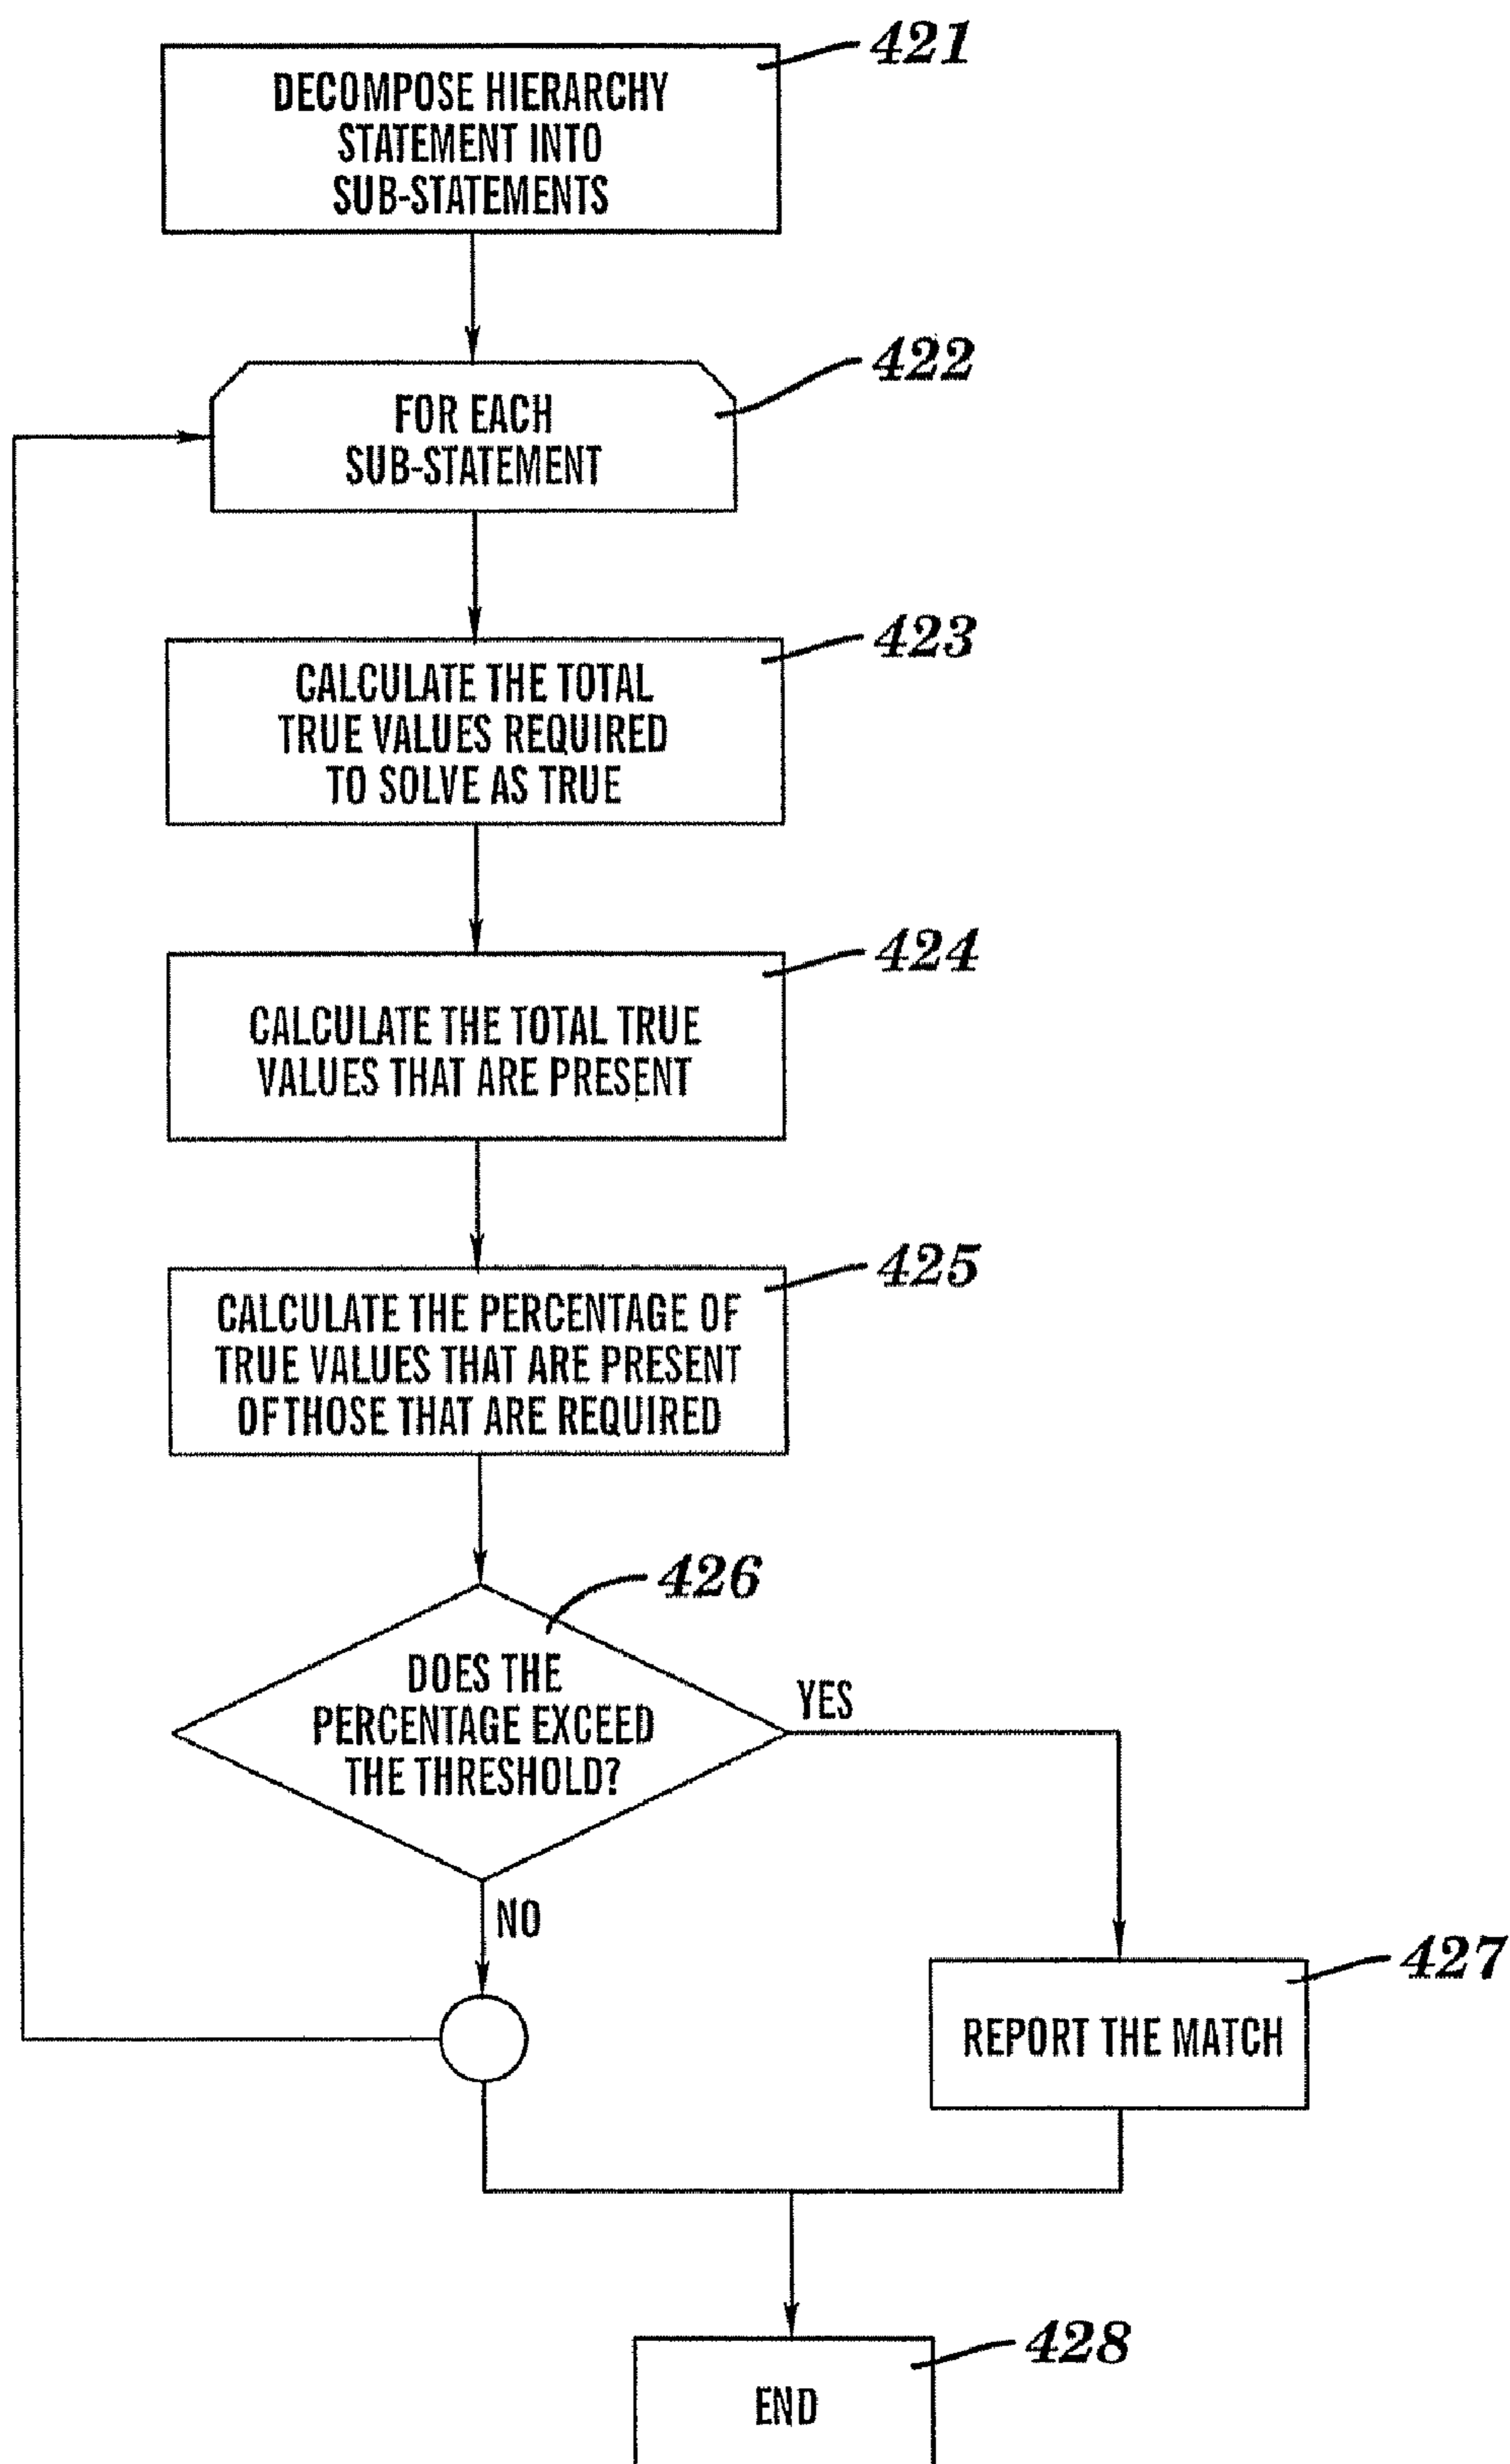 421
DECOMPOSE HIERARCHY
STATEMENT INTO
SUB-STATEMENTS
422
FOR EACH
SUB-STATEMENT
423
CALCULATE THE TOTAL
TRUE VALUES REQUIRED
TO SOLVE AS TRUE
424
CALCULATE THE TOTAL TRUE
VALUES THAT ARE PRESENT
425
CALCULATE THE PERCENTAGE OF
TRUE VALUES THAT ARE PRESENT
OF THOSE THAT ARE REQUIRED
426
DOES THE
PERCENTAGE EXCEED
THE THRESHOLD?
YES
NO
427
REPORT THE MATCH
428
END